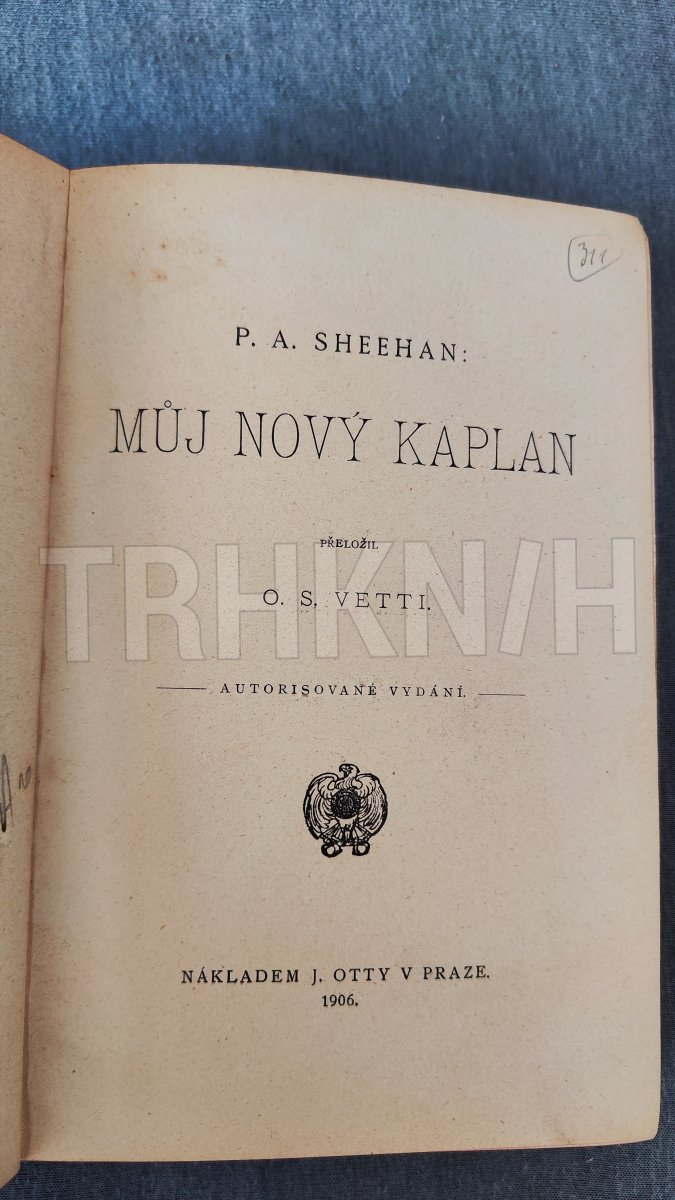 311
P. A. SHEEHAN:
MŮJ NOVÝ KAPLAN
PŘELOŽIL
TRHKNIH
O. S. VETTI.
AUTORISOVANÉ VYDÁNÍ.
NÁKLADEM J. OTTY V PRAZE.
1906.